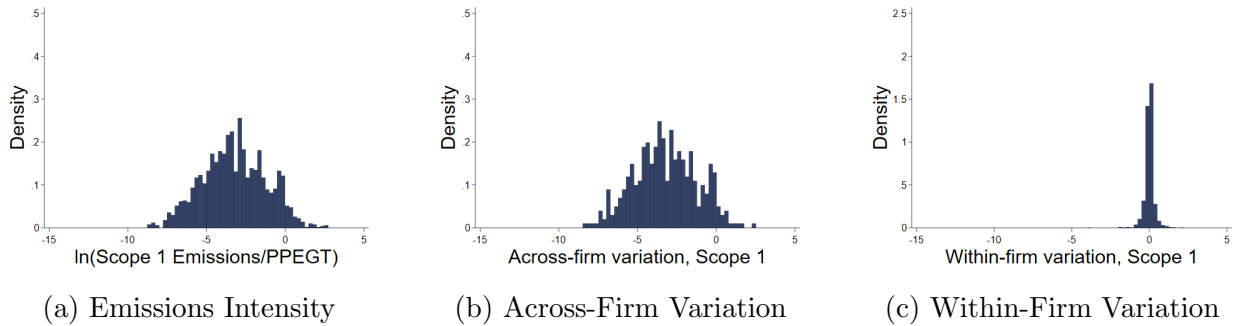 .5
.4
.3
.2
.1
0
Density
-15 -10 -5 0 5
ln(Scope 1 Emissions/PPEGT)
(a) Emissions Intensity
.5
.4
.3
.2
.1
0
Density
-15 -10 -5 0 5
Across-firm variation, Scope 1
(b) Across-Firm Variation
2.5
2
1.5
1
.5
0
Density
-15 -10 -5 0 5
Within-firm variation, Scope 1
(c) Within-Firm Variation